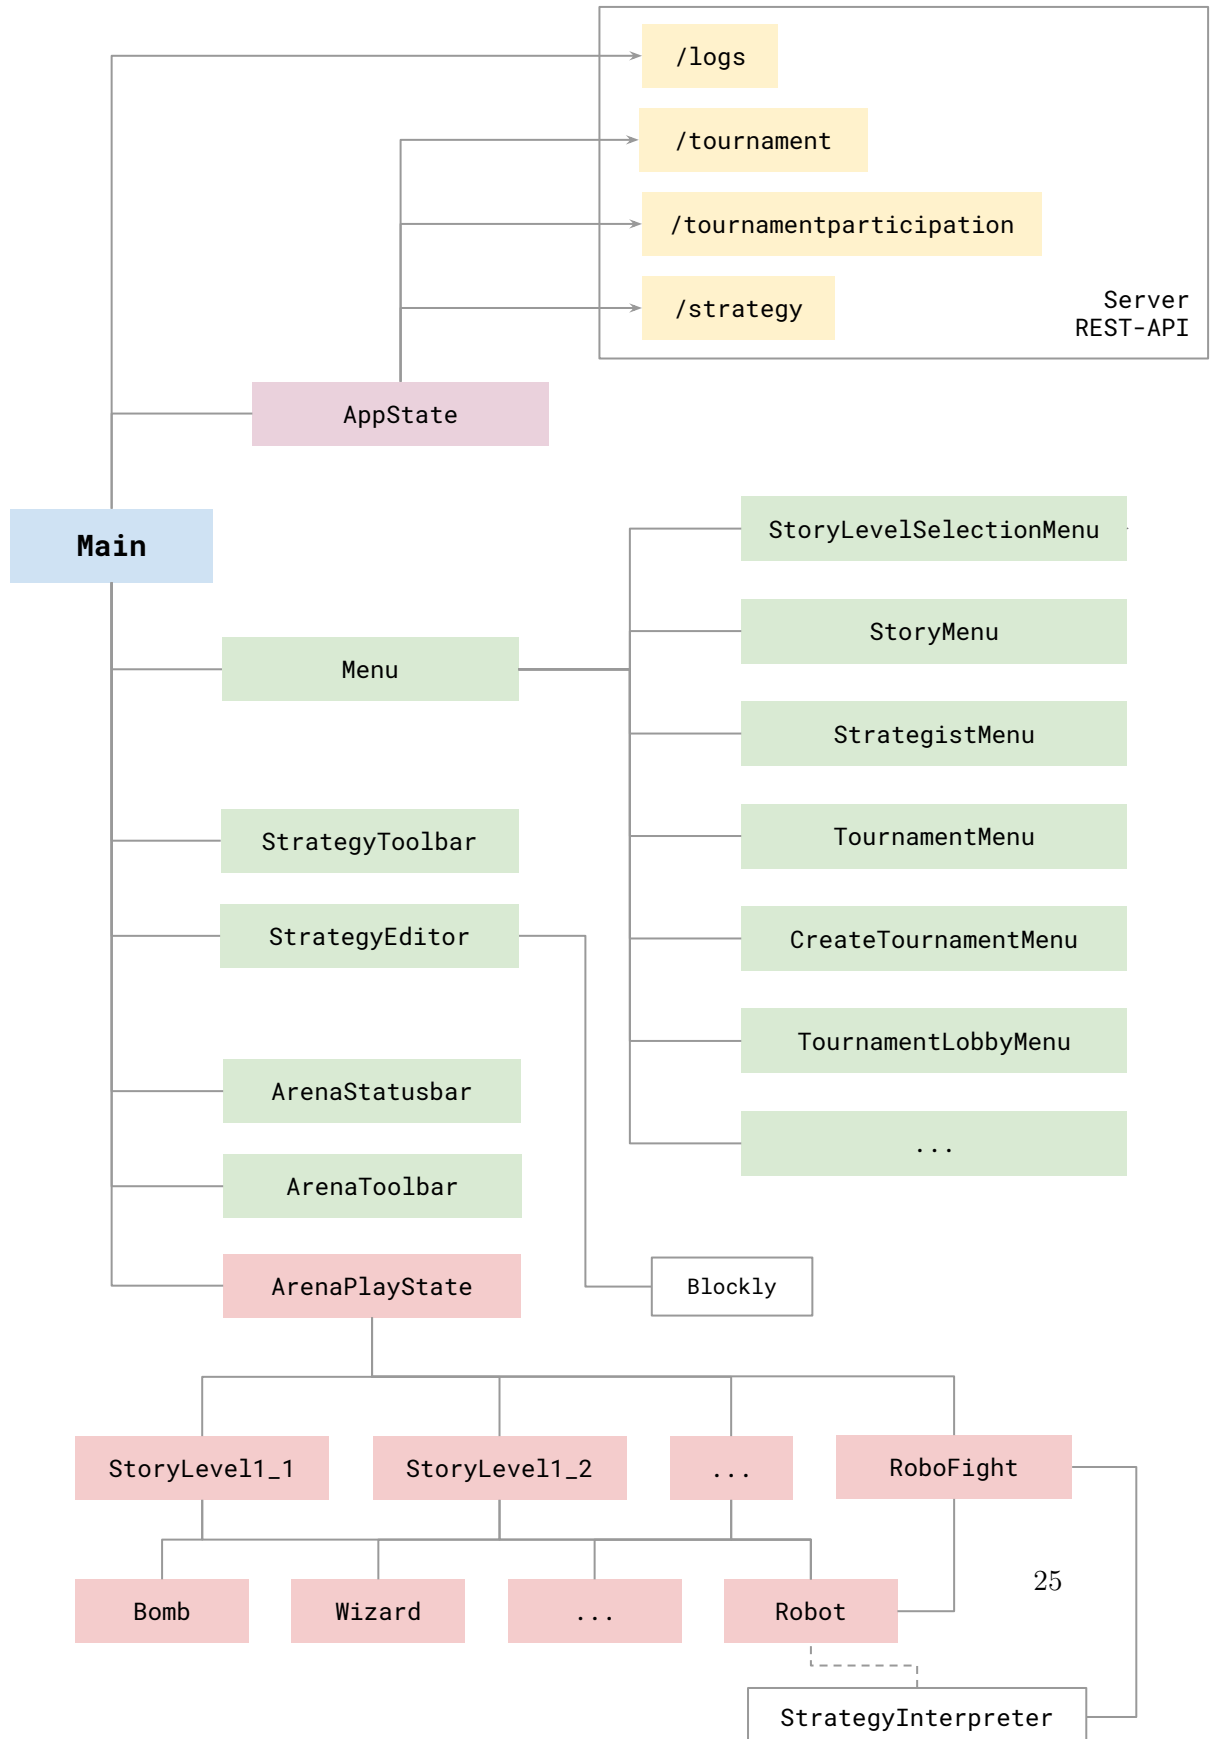 /logs
/tournament
/tournamentparticipation
/strategy
Server
REST-API
AppState
Main
StoryLevelSelectionMenu
StoryMenu
Menu
StrategistMenu
StrategyToolbar
TournamentMenu
StrategyEditor
CreateTournamentMenu
TournamentLobbyMenu
ArenaStatusbar
...
ArenaToolbar
ArenaPlayState
Blockly
StoryLevel1_1
StoryLevel1_2
...
RoboFight
25
Bomb
Wizard
...
Robot
StrategyInterpreter